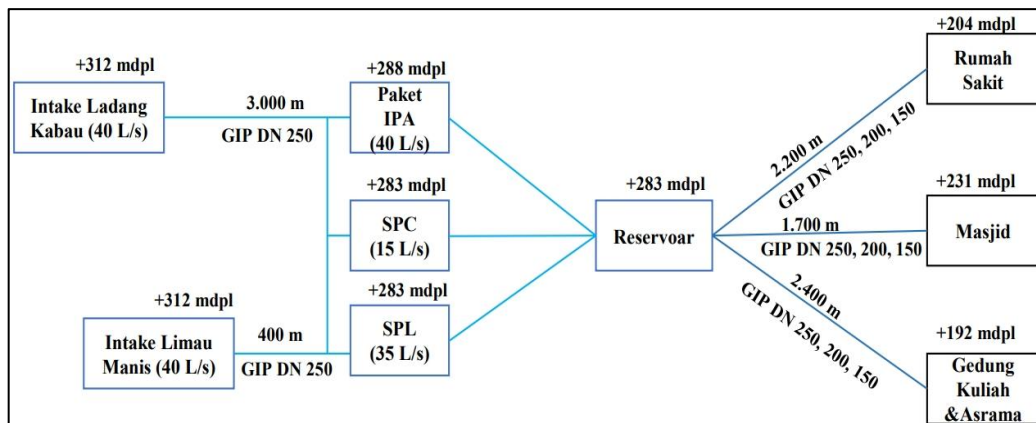 +312 mdpl
Intake Ladang
Kabau (40 L/s)
3.000 m
GIP DN 250
+288 mdpl
Paket
IPA
(40 L/s)
+283 mdpl
SPC
(15 L/s)
+312 mdpl
Intake Limau
Manis (40 L/s)
400 m
GIP DN 250
+283 mdpl
SPL
(35 L/s)
+283 mdpl
Reservoar
2.200 m
GIP DN 250, 200, 150
+204 mdpl
Rumah
Sakit
1.700 m
GIP DN 250, 200, 150
+231 mdpl
Masjid
2.400 m
GIP DN 250, 200, 150
+192 mdpl
Gedung
Kuliah
&Asrama